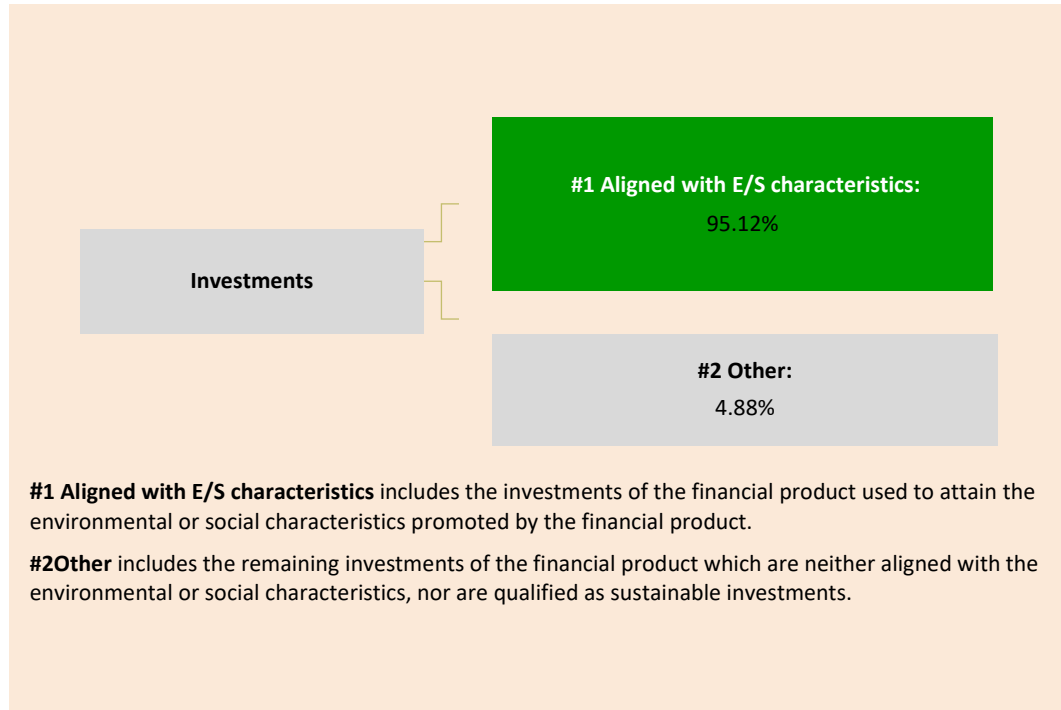 #1 Aligned with E/S characteristics:
95.12%
Investments
#2 Other:
4.88%
#1 Aligned with E/S characteristics includes the investments of the financial product used to attain the
environmental or social characteristics promoted by the financial product.
#2Other includes the remaining investments of the financial product which are neither aligned with the
environmental or social characteristics, nor are qualified as sustainable investments.